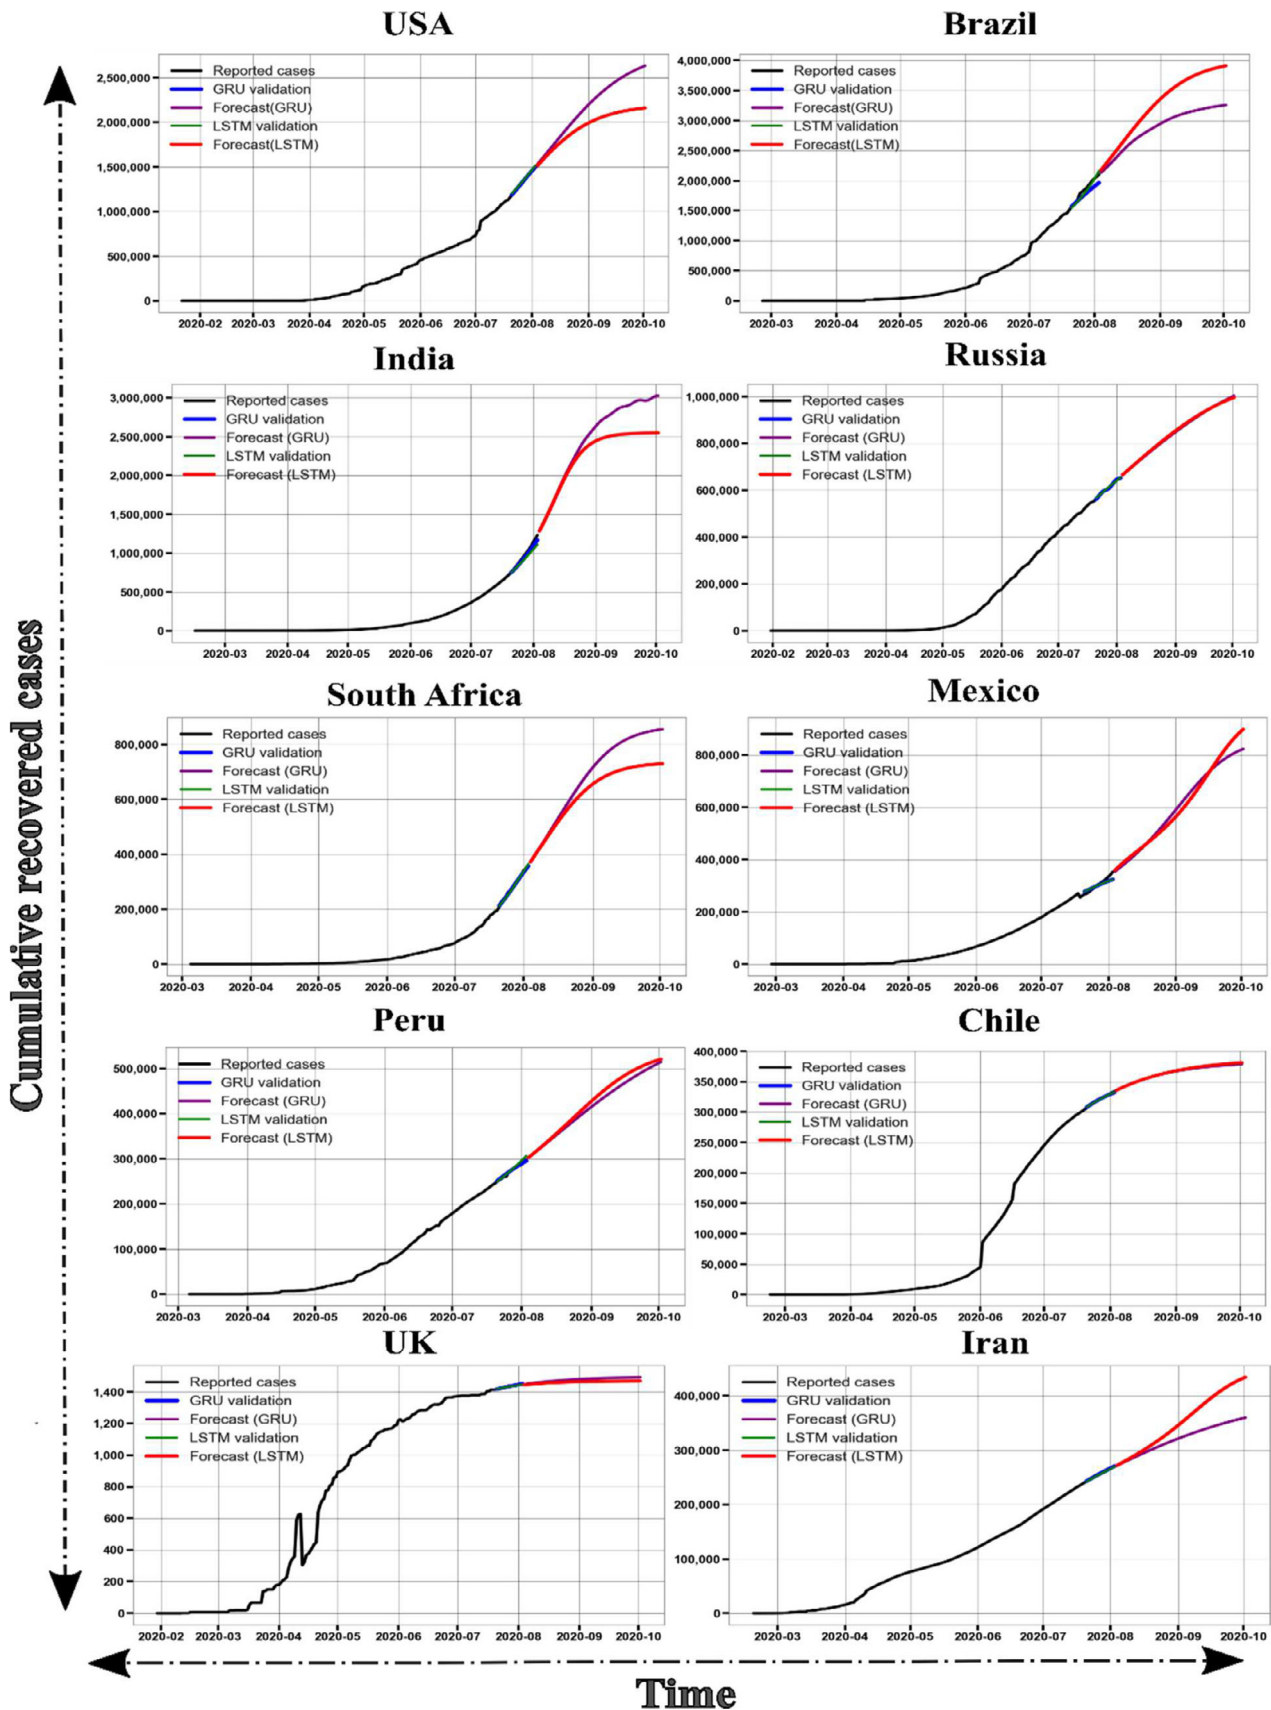 USA
Reported cases
GRU validation
Forecast(GRU)
LSTM validation
Forecast(LSTM)
2,500,000
2,000,000
1,500,000
1,000,000
500,000
0
2020-02 2020-03 2020-04 2020-05 2020-06 2020-07 2020-08 2020-09 2020-10
Brazil
Reported cases
GRU validation
Forecast(GRU)
LSTM validation
Forecast(LSTM)
4,000,000
3,500,000
3,000,000
2,500,000
2,000,000
1,500,000
1,000,000
500,000
0
2020-03 2020-04 2020-05 2020-06 2020-07 2020-08 2020-09 2020-10
India
Reported cases
GRU validation
Forecast (GRU)
LSTM validation
Forecast (LSTM)
3,000,000
2,500,000
2,000,000
1,500,000
1,000,000
500,000
0
2020-03 2020-04 2020-05 2020-06 2020-07 2020-08 2020-09 2020-10
Russia
Reported cases
GRU validation
Forecast (GRU)
LSTM validation
Forecast (LSTM)
1,000,000
800,000
600,000
400,000
200,000
0
2020-02 2020-03 2020-04 2020-05 2020-06 2020-07 2020-08 2020-09 2020-10
South Africa
Reported cases
GRU validation
Forecast (GRU)
LSTM validation
Forecast (LSTM)
800,000
600,000
400,000
200,000
0
2020-03 2020-04 2020-05 2020-06 2020-07 2020-08 2020-09 2020-10
Mexico
Reported cases
GRU validation
Forecast (GRU)
LSTM validation
Forecast (LSTM)
800,000
600,000
400,000
200,000
0
2020-03 2020-04 2020-05 2020-06 2020-07 2020-08 2020-09 2020-10
Peru
Reported cases
GRU validation
Forecast (GRU)
LSTM validation
Forecast (LSTM)
500,000
400,000
300,000
200,000
100,000
0
2020-03 2020-04 2020-05 2020-06 2020-07 2020-08 2020-09 2020-10
Chile
Reported cases
GRU validation
Forecast (GRU)
LSTM validation
Forecast (LSTM)
400,000
350,000
300,000
250,000
200,000
150,000
100,000
50,000
0
2020-03 2020-04 2020-05 2020-06 2020-07 2020-08 2020-09 2020-10
UK
Reported cases
GRU validation
Forecast (GRU)
LSTM validation
Forecast (LSTM)
1,400
1,200
1,000
800
600
400
200
0
2020-02 2020-03 2020-04 2020-05 2020-06 2020-07 2020-08 2020-09 2020-10
Iran
Reported cases
GRU validation
Forecast (GRU)
LSTM validation
Forecast (LSTM)
400,000
300,000
200,000
100,000
0
2020-03 2020-04 2020-05 2020-06 2020-07 2020-08 2020-09 2020-10
Cumulative recovered cases
Time